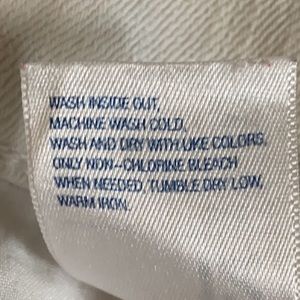 WASH INSIDE OUT,
MACHINE WASH COLD,
WASH AND DRY WITH LIKE COLORS,
ONLY NON-CHLORINE BLEACH
WHEN NEEDED, TUMBLE DRY LOW,
WARM IRON.